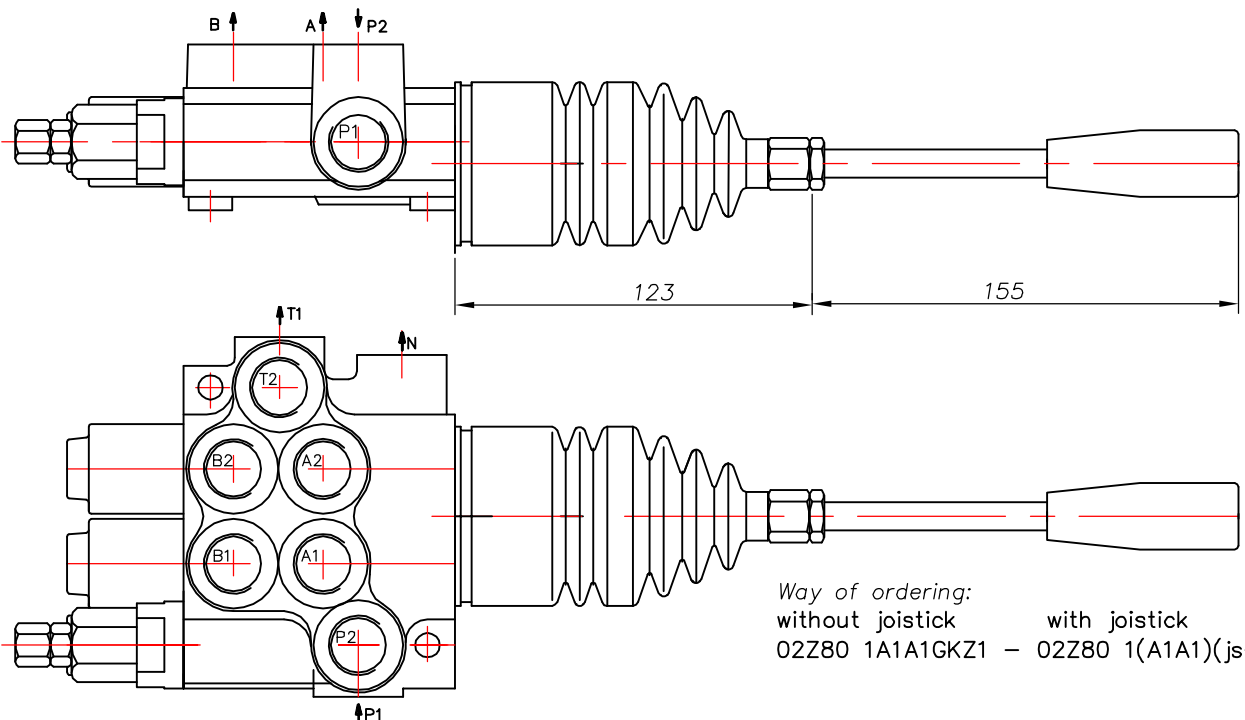 B A P2
P1
123 155
T1
N
T2
B2 A2
B1 A1
P2
P1
Way of ordering:
without joistick with joistick
02Z80 1A1A1GKZ1 – 02Z80 1(A1A1)(js